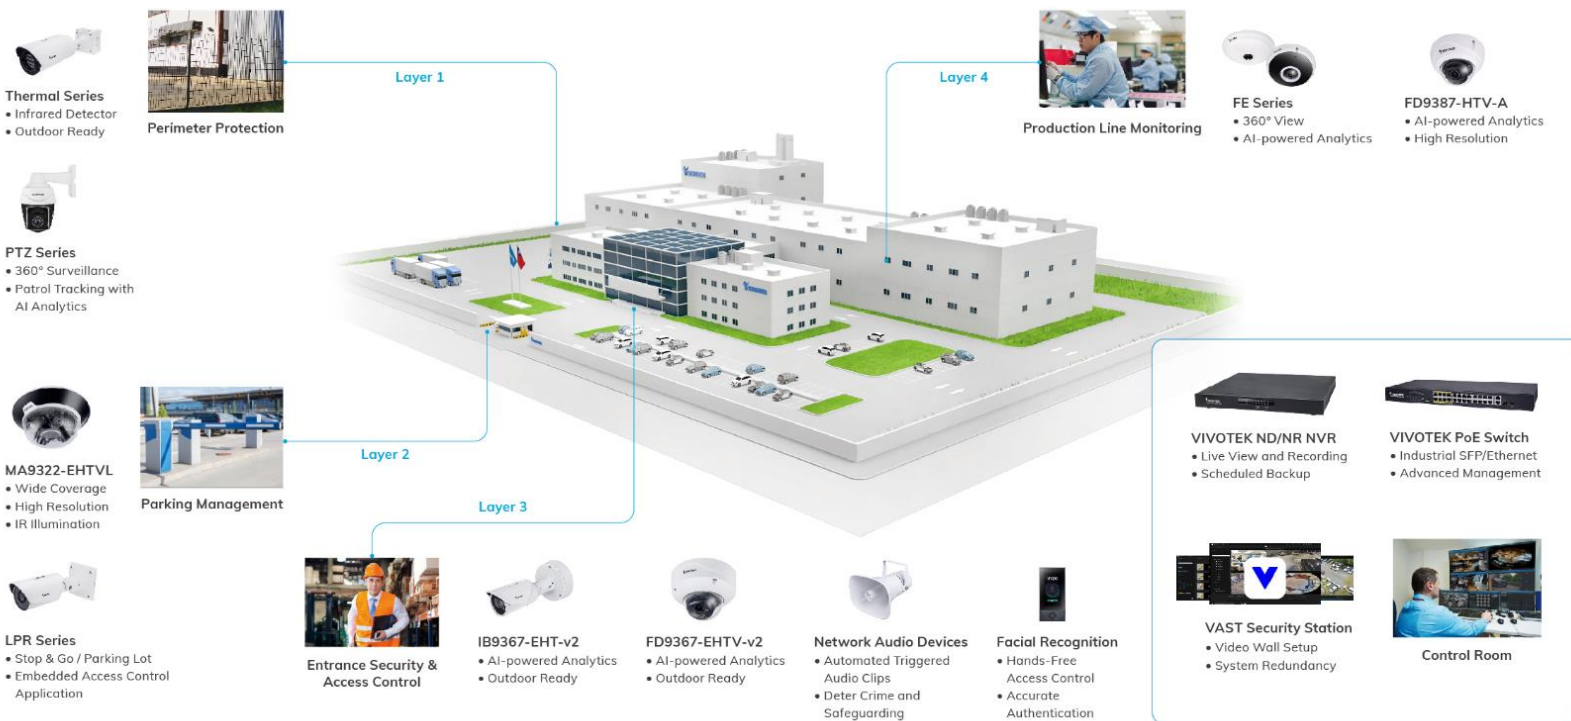 Thermal Series
• Infrared Detector
• Outdoor Ready
Perimeter Protection
Layer 1
PTZ Series
• 360° Surveillance
• Patrol Tracking with
AI Analytics
MA9322-EHTVL
• Wide Coverage
• High Resolution
• IR Illumination
Parking Management
Layer 2
LPR Series
• Stop & Go / Parking Lot
• Embedded Access Control
Application
Layer 3
Entrance Security &
Access Control
IB9367-EHT-v2
• AI-powered Analytics
• Outdoor Ready
FD9367-EHTV-v2
• AI-powered Analytics
• Outdoor Ready
Network Audio Devices
• Automated Triggered
Audio Clips
• Deter Crime and
Safeguarding
Facial Recognition
• Hands-Free
Access Control
• Accurate
Authentication
Layer 4
Production Line Monitoring
FE Series
• 360° View
• AI-powered Analytics
FD9387-HTV-A
• AI-powered Analytics
• High Resolution
VIVOTEK ND/NR NVR
• Live View and Recording
• Scheduled Backup
VIVOTEK PoE Switch
• Industrial SFP/Ethernet
• Advanced Management
VAST Security Station
• Video Wall Setup
• System Redundancy
Control Room